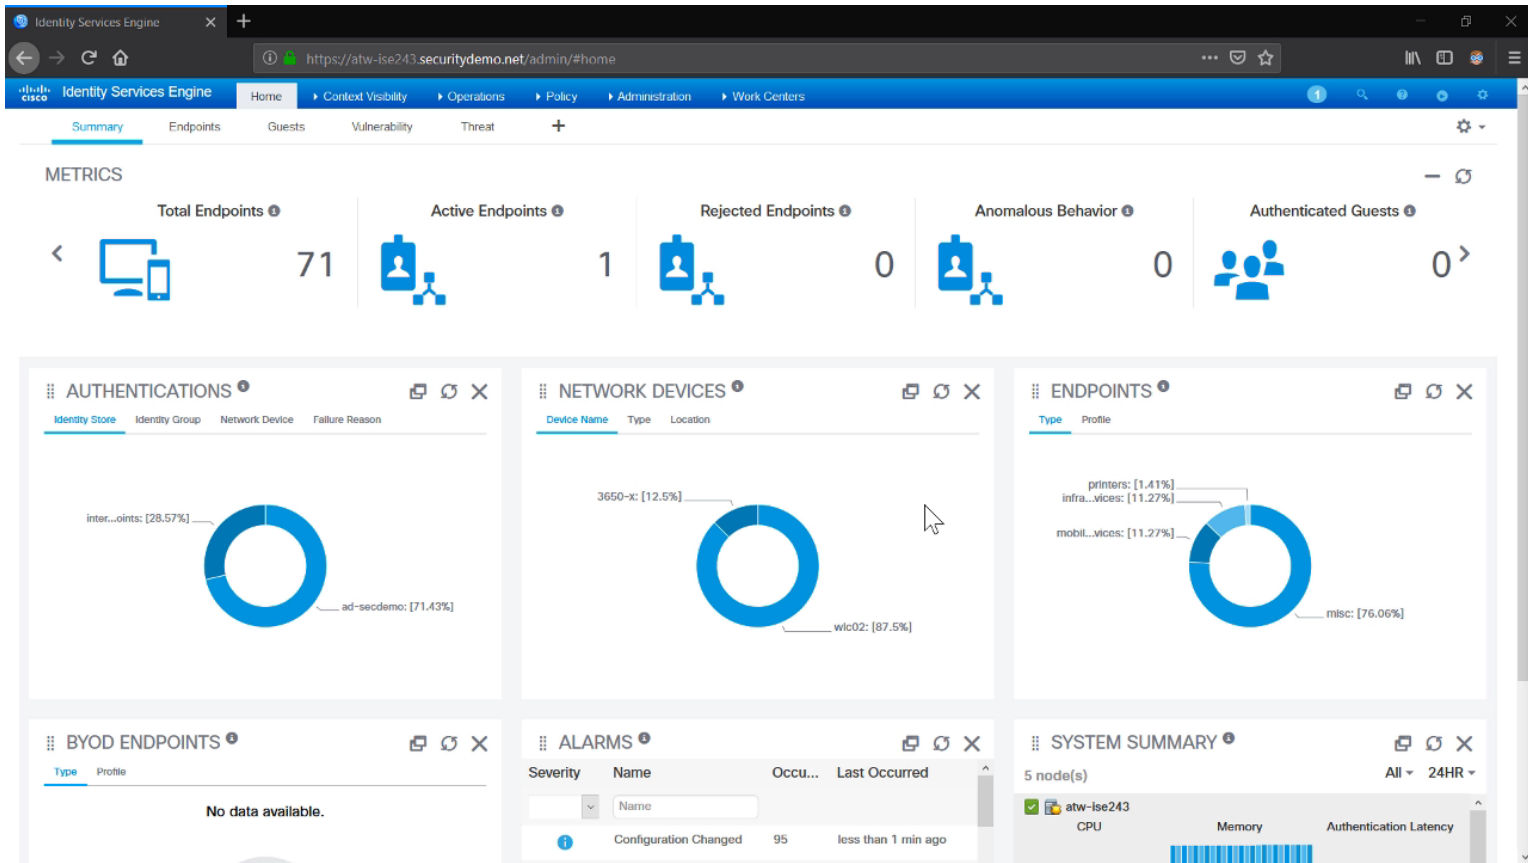 Identity Services Engine
https://atw-ise243.securitydemo.net/admin/#home
cisco Identity Services Engine Home Context Visibility Operations Policy Administration Work Centers 1
Summary Endpoints Guests Vulnerability Threat
METRICS
Total Endpoints Active Endpoints Rejected Endpoints Anomalous Behavior Authenticated Guests
71 1 0 0 0
AUTHENTICATIONS
Identity Store Identity Group Network Device Failure Reason
inter...oints: [28.57%]
ad-secdemo: [71.43%]
NETWORK DEVICES
Device Name Type Location
3650-x: [12.5%]
wlc02: [87.5%]
ENDPOINTS
Type Profile
printers: [1.41%]
infra...vices: [11.27%]
mobil...vices: [11.27%]
misc: [76.06%]
BYOD ENDPOINTS
Type Profile
No data available.
ALARMS
Severity Name Occu... Last Occurred
Name
Configuration Changed 95 less than 1 min ago
SYSTEM SUMMARY
5 node(s) All 24HR
atw-ise243
CPU Memory Authentication Latency